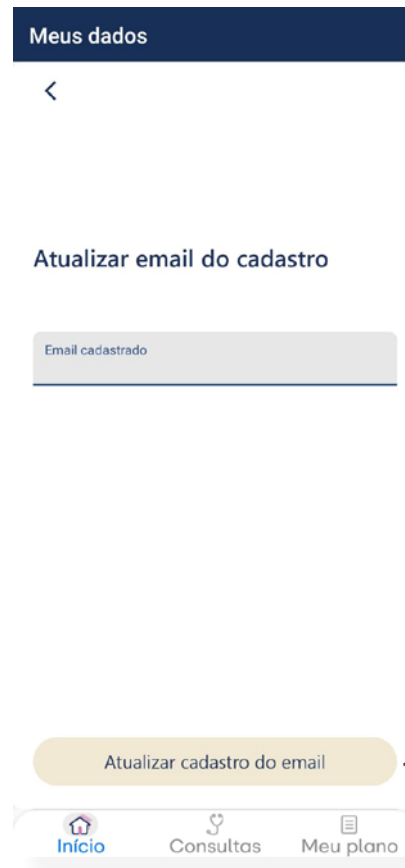 Meus dados
Atualizar email do cadastro
Email cadastrado
Atualizar cadastro do email
Início
Consultas
Meu plano